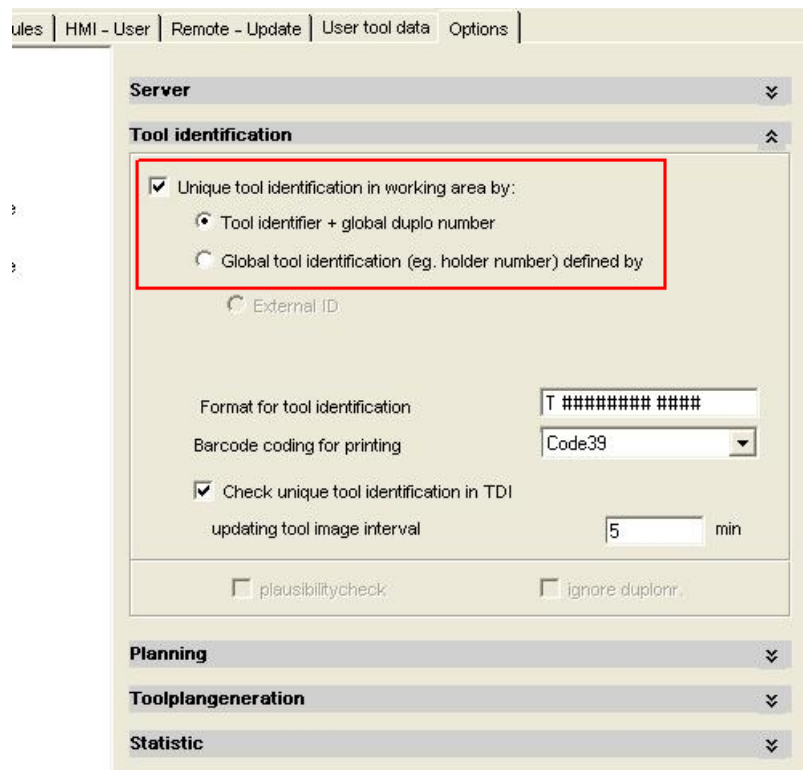 ules HMI - User Remote - Update User tool data Options
Server
Tool identification
Unique tool identification in working area by:
Tool identifier + global duplo number
Global tool identification (eg. holder number) defined by
External ID
Format for tool identification T ######## ####
Barcode coding for printing Code39
Check unique tool identification in TDI
updating tool image interval 5 min
plausibilitycheck ignore duplonr.
Planning
Toolplangeneration
Statistic